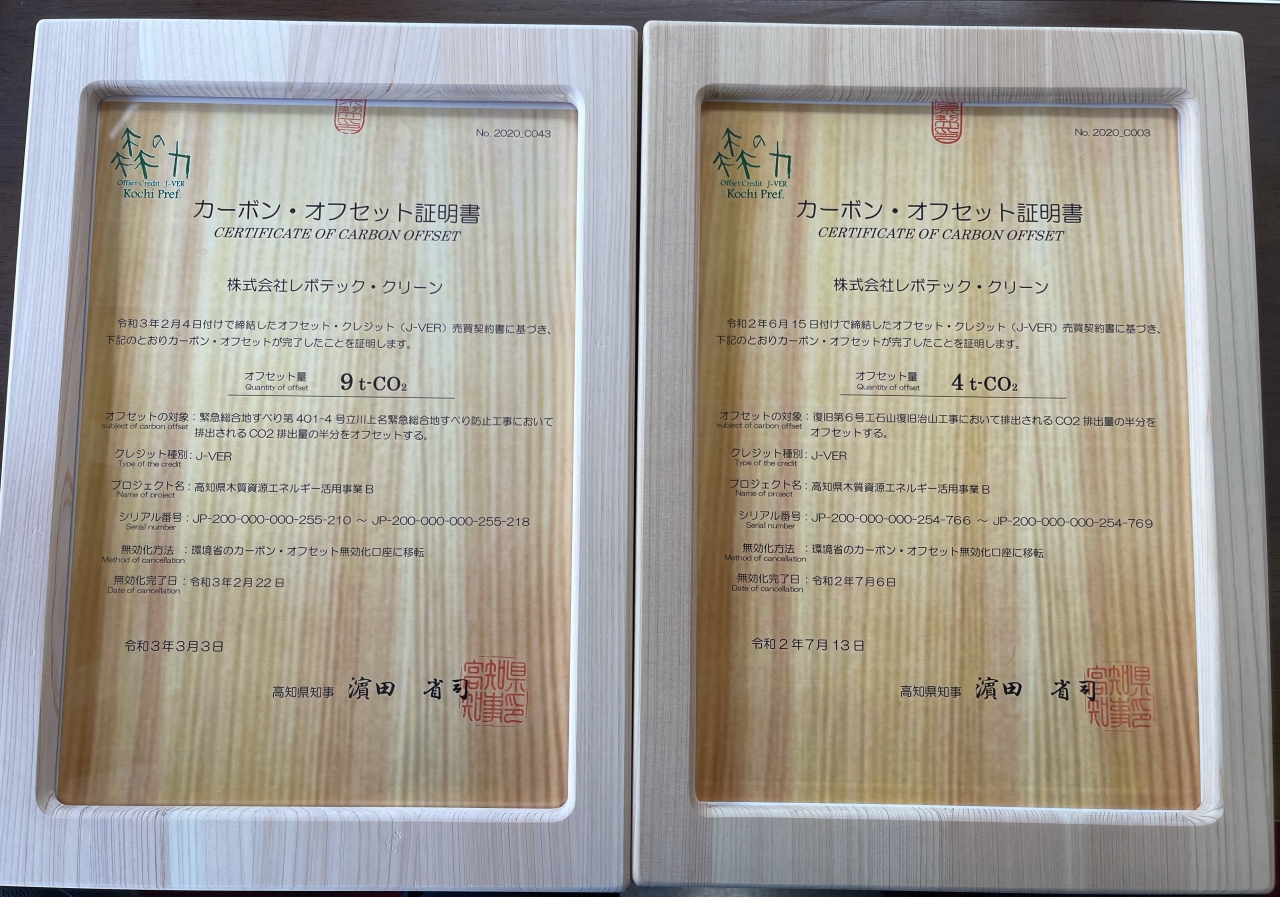 No. 2020_C043
森の力
Offset Credit J-VER
Kochi Pref.
カーボン・オフセット証明書
CERTIFICATE OF CARBON OFFSET
株式会社レボテック・クリーン
令和3年2月4日付けで締結したオフセット・クレジット（J-VER）売買契約書に基づき、
下記のとおりカーボン・オフセットが完了したことを証明します。
オフセット量 9 t-CO₂
Quantity of offset
オフセットの対象：緊急総合地すべり第401-4号立川上名緊急総合地すべり防止工事において
subject of carbon offset
排出されるCO2排出量の半分をオフセットする。
クレジット種別：J-VER
Type of the credit
プロジェクト名：高知県木質資源エネルギー活用事業B
Name of project
シリアル番号：JP-200-000-000-255-210 ～ JP-200-000-000-255-218
Serial number
無効化方法：環境省のカーボン・オフセット無効化口座に移転
Method of cancellation
無効化完了日：令和3年2月22日
Date of cancellation
令和3年3月3日
高知県知事 濵田 省司
高知県
知事印
No. 2020_C003
森の力
Offset Credit J-VER
Kochi Pref.
カーボン・オフセット証明書
CERTIFICATE OF CARBON OFFSET
株式会社レボテック・クリーン
令和2年6月15日付けで締結したオフセット・クレジット（J-VER）売買契約書に基づき、
下記のとおりカーボン・オフセットが完了したことを証明します。
オフセット量 4 t-CO₂
Quantity of offset
オフセットの対象：復旧第6号工石山復旧治山工事において排出されるCO2排出量の半分を
subject of carbon offset
オフセットする。
クレジット種別：J-VER
Type of the credit
プロジェクト名：高知県木質資源エネルギー活用事業B
Name of project
シリアル番号：JP-200-000-000-254-766 ～ JP-200-000-000-254-769
Serial number
無効化方法：環境省のカーボン・オフセット無効化口座に移転
Method of cancellation
無効化完了日：令和2年7月6日
Date of cancellation
令和2年7月13日
高知県知事 濵田 省司
高知県
知事印